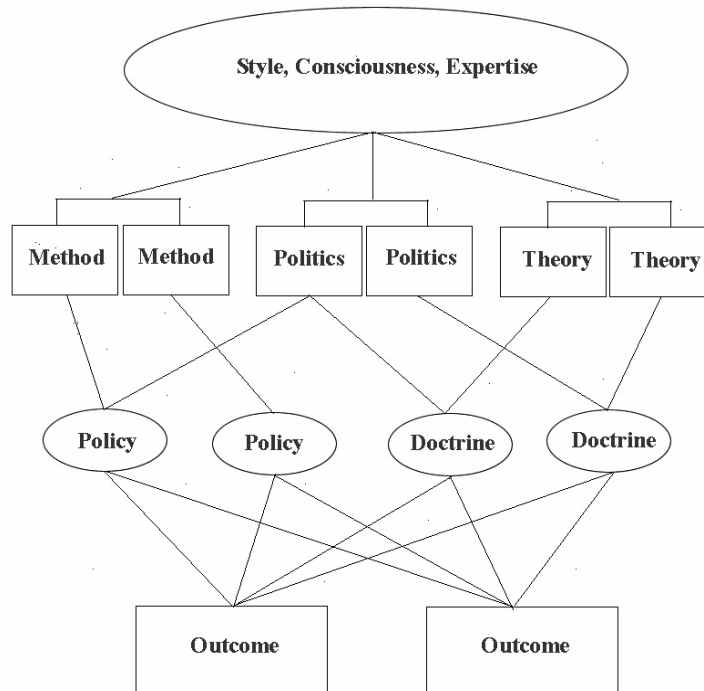 Style, Consciousness, Expertise
Method Method Politics Politics Theory Theory
Policy Policy Doctrine Doctrine
Outcome Outcome